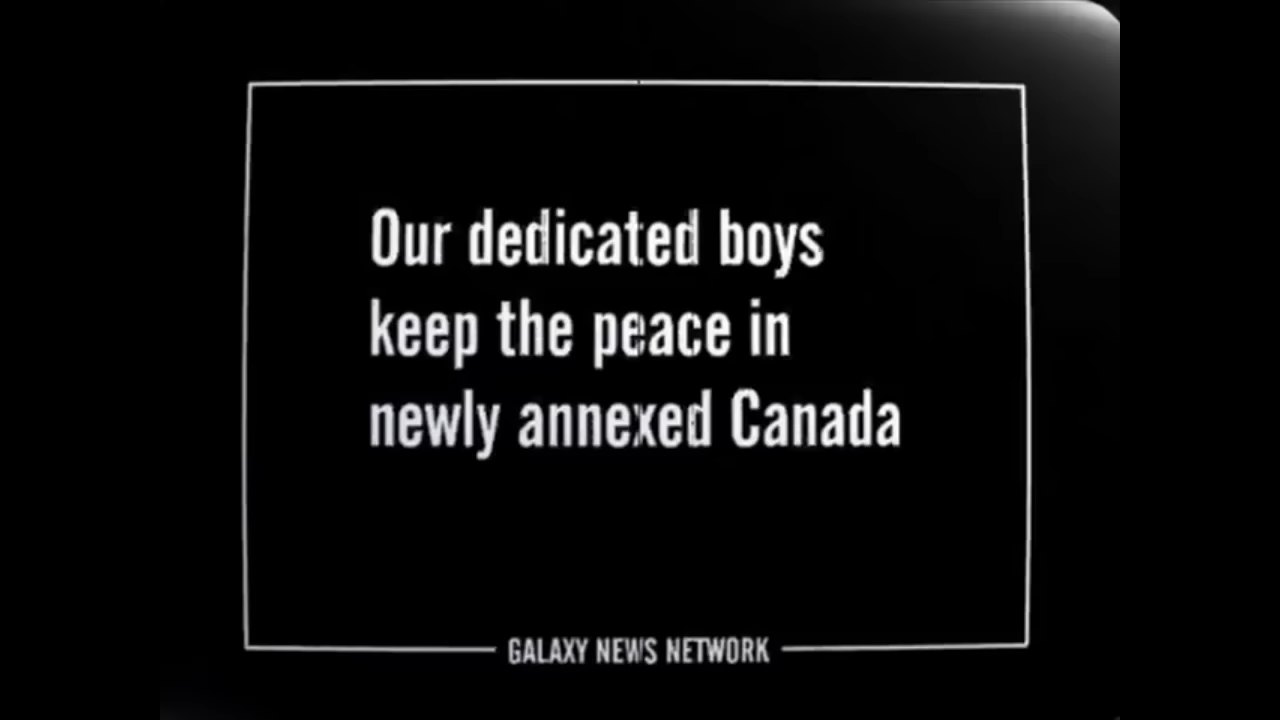 Our dedicated boys
keep the peace in
newly annexed Canada
GALAXY NEWS NETWORK